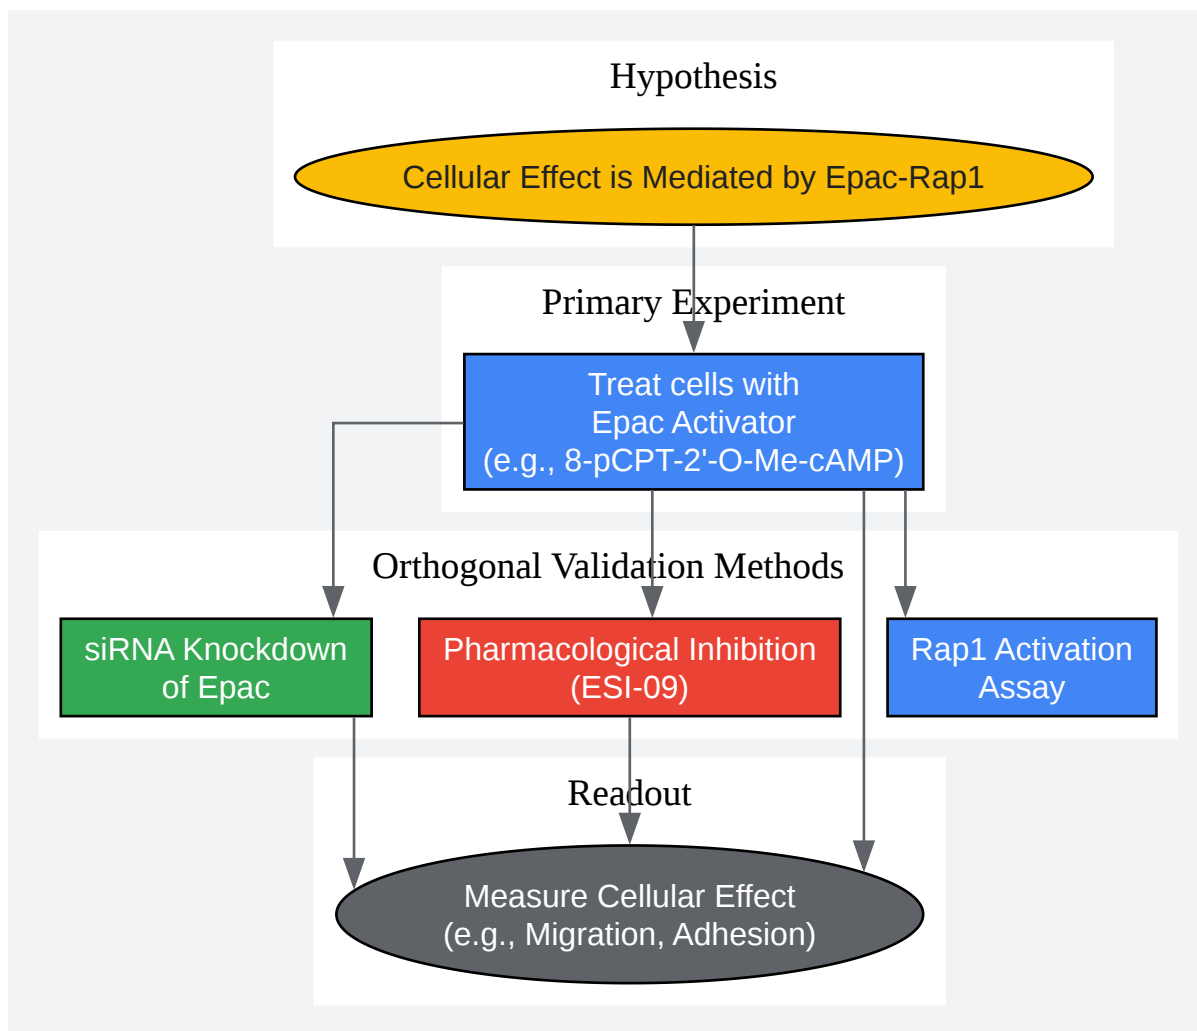 Hypothesis
Cellular Effect is Mediated by Epac-Rap1
Primary Experiment
Treat cells with
Epac Activator
(e.g., 8-pCPT-2'-O-Me-cAMP)
Orthogonal Validation Methods
siRNA Knockdown
of Epac
Pharmacological Inhibition
(ESI-09)
Rap1 Activation
Assay
Readout
Measure Cellular Effect
(e.g., Migration, Adhesion)